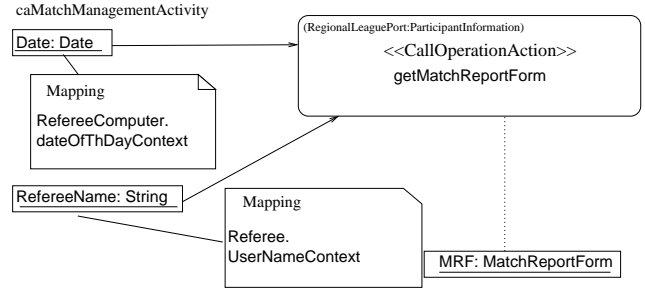 caMatchManagementActivity
Date: Date
(RegionalLeaguePort:ParticipantInformation)
<<CallOperationAction>>
getMatchReportForm
Mapping
RefereeComputer.
dateOfThDayContext
RefereeName: String
Mapping
Referee.
UserNameContext
MRF: MatchReportForm